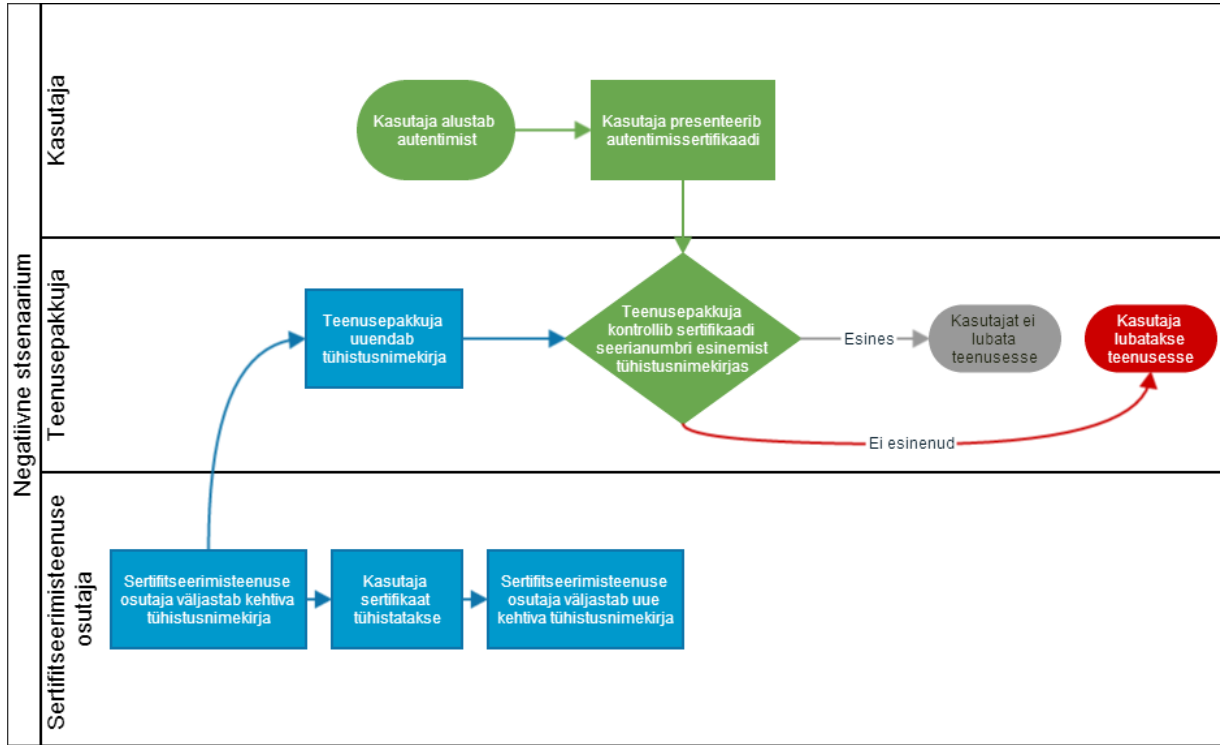 Negatiivne stsenaarium
Kasutaja
Kasutaja alustab
autentimist
Kasutaja presenteerib
autentimissertifikaadi
Teenusepakkuja
Teenusepakkuja
uuendab
tühistusnimekirja
Teenusepakkuja
kontrollib sertifikaadi
seerianumbri esinemist
tühistusnimekirjas
Esines
Kasutajat ei
lubata
teenusesse
Kasutaja
lubatakse
teenusesse
Ei esinenud
Sertifitseerimisteenuse
osutaja
Sertifitseerimisteenuse
osutaja väljastab kehtiva
tühistusnimekirja
Kasutaja
sertifikaat
tühistatakse
Sertifitseerimisteenuse
osutaja väljastab uue
kehtiva tühistusnimekirja